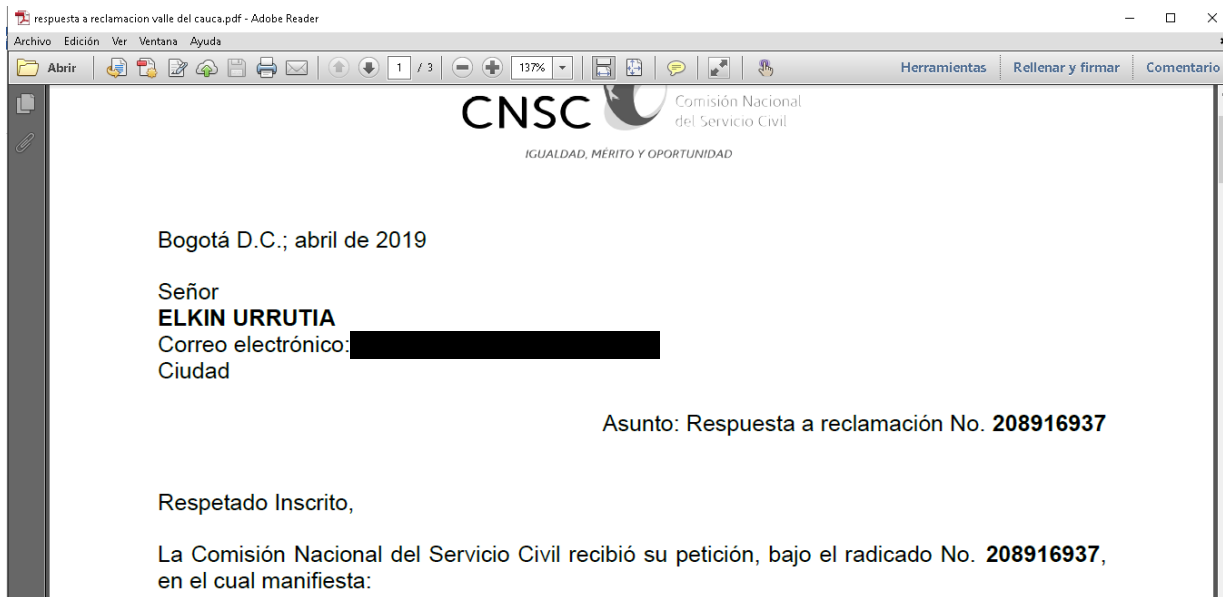 respuesta a reclamacion valle del cauca.pdf - Adobe Reader
Archivo Edición Ver Ventana Ayuda
Abrir 1 / 3 137% Herramientas Rellenar y firmar Comentario
CNSC Comisión Nacional
del Servicio Civil
IGUALDAD, MÉRITO Y OPORTUNIDAD
Bogotá D.C.; abril de 2019
Señor
ELKIN URRUTIA
Correo electrónico:
Ciudad
Asunto: Respuesta a reclamación No. 208916937
Respetado Inscrito,
La Comisión Nacional del Servicio Civil recibió su petición, bajo el radicado No. 208916937,
en el cual manifiesta: